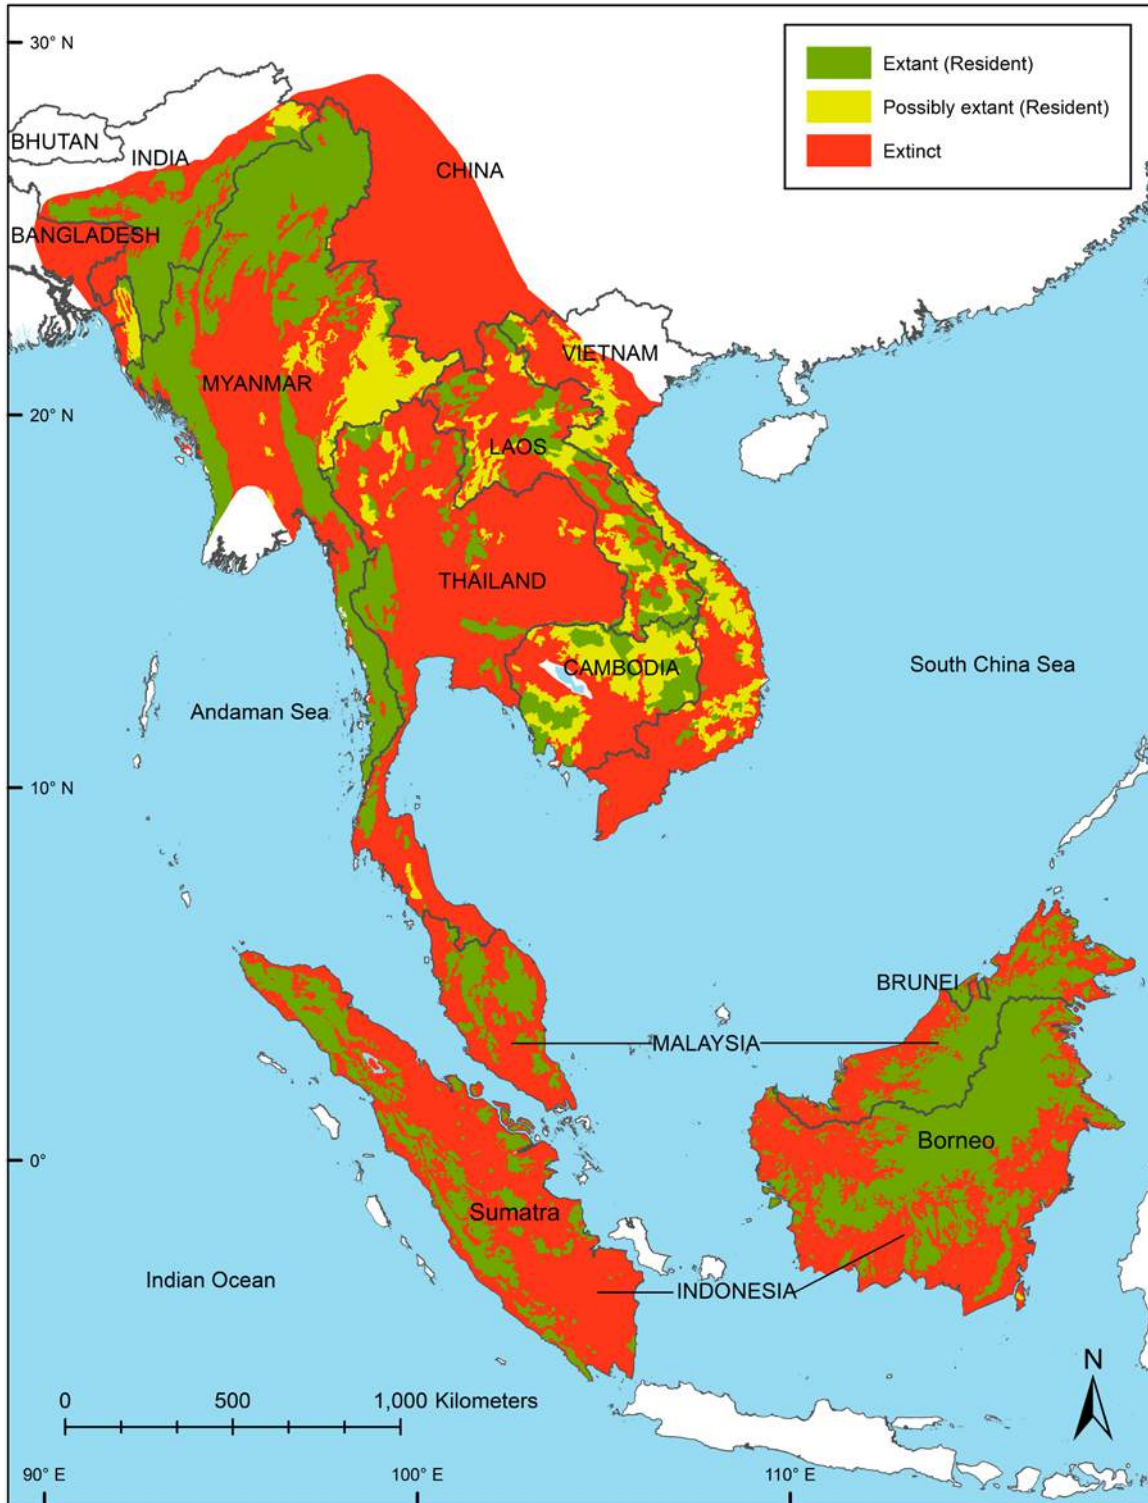 30° N
Extant (Resident)
Possibly extant (Resident)
Extinct
BHUTAN
INDIA
CHINA
BANGLADESH
VIETNAM
MYANMAR
20° N
LAOS
THAILAND
CAMBODIA
South China Sea
Andaman Sea
10° N
BRUNEI
MALAYSIA
Borneo
0°
Sumatra
Indian Ocean
INDONESIA
N
0 500 1,000 Kilometers
90° E 100° E 110° E